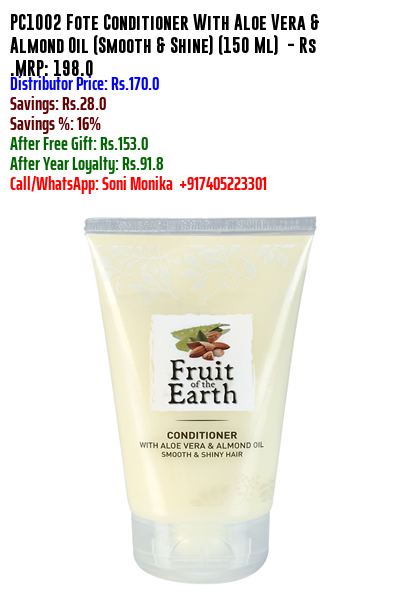 PC1002 Fote Conditioner With Aloe Vera &
Almond Oil (Smooth & Shine) (150 Ml) - Rs
.MRP: 198.0
Distributor Price: Rs.170.0
Savings: Rs.28.0
Savings %: 16%
After Free Gift: Rs.153.0
After Year Loyalty: Rs.91.8
Call/WhatsApp: Soni Monika +917405223301
Fruit
of the
Earth
CONDITIONER
WITH ALOE VERA & ALMOND OIL
SMOOTH & SHINY HAIR